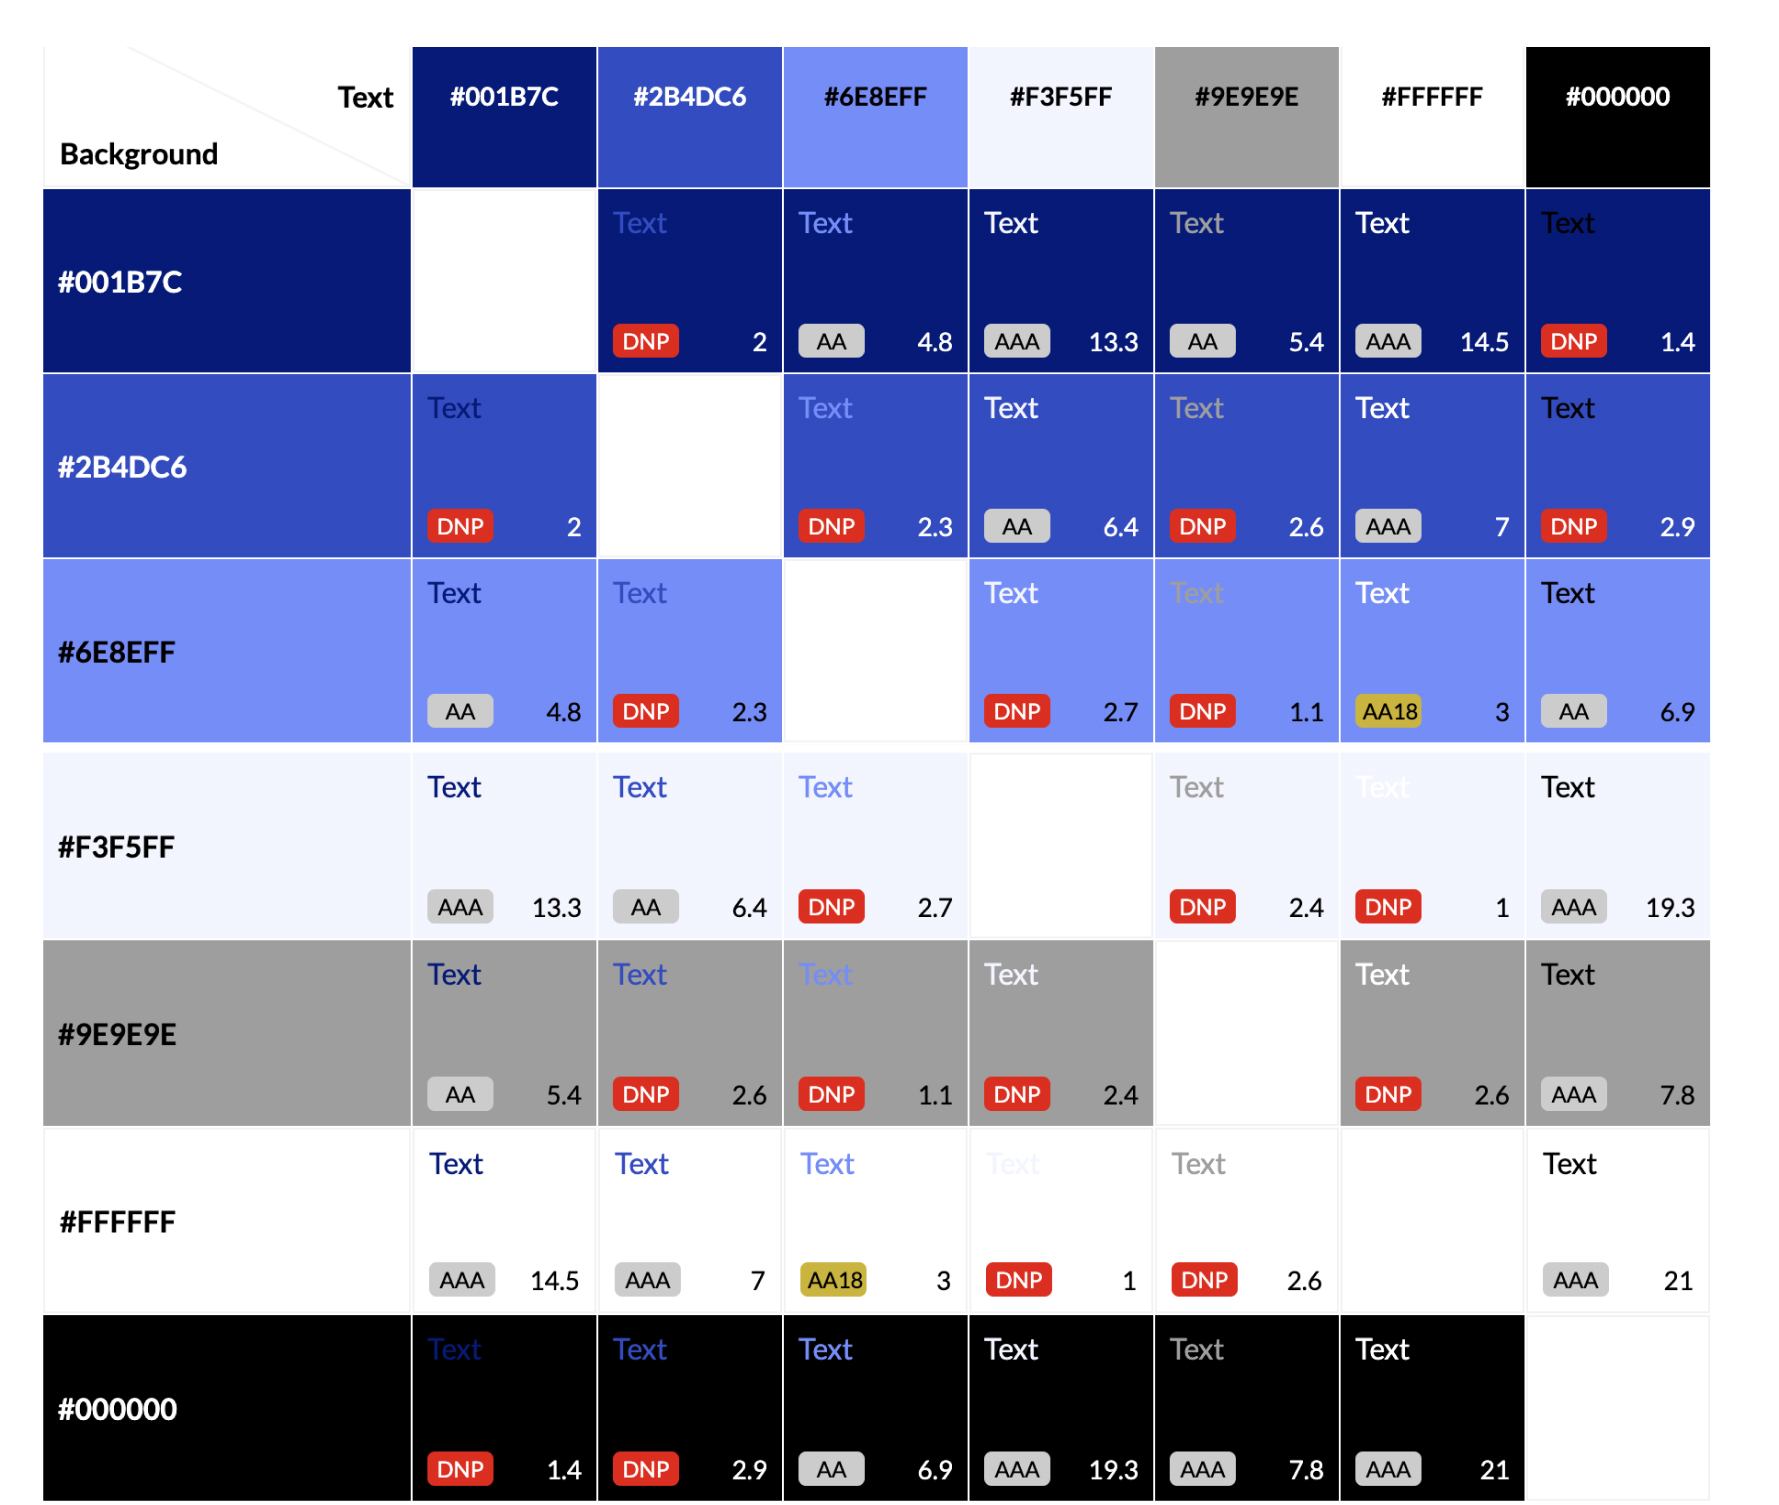 Text #001B7C #2B4DC6 #6E8EFF #F3F5FF #9E9E9E #FFFFFF #000000
Background
Text Text Text Text Text Text
#001B7C
DNP 2 AA 4.8 AAA 13.3 AA 5.4 AAA 14.5 DNP 1.4
Text Text Text Text Text Text
#2B4DC6
DNP 2 DNP 2.3 AA 6.4 DNP 2.6 AAA 7 DNP 2.9
Text Text Text Text Text Text
#6E8EFF
AA 4.8 DNP 2.3 DNP 2.7 DNP 1.1 AA18 3 AA 6.9
Text Text Text Text Text Text
#F3F5FF
AAA 13.3 AA 6.4 DNP 2.7 DNP 2.4 DNP 1 AAA 19.3
Text Text Text Text Text Text
#9E9E9E
AA 5.4 DNP 2.6 DNP 1.1 DNP 2.4 DNP 2.6 AAA 7.8
Text Text Text Text Text Text
#FFFFFF
AAA 14.5 AAA 7 AA18 3 DNP 1 DNP 2.6 AAA 21
Text Text Text Text Text Text
#000000
DNP 1.4 DNP 2.9 AA 6.9 AAA 19.3 AAA 7.8 AAA 21